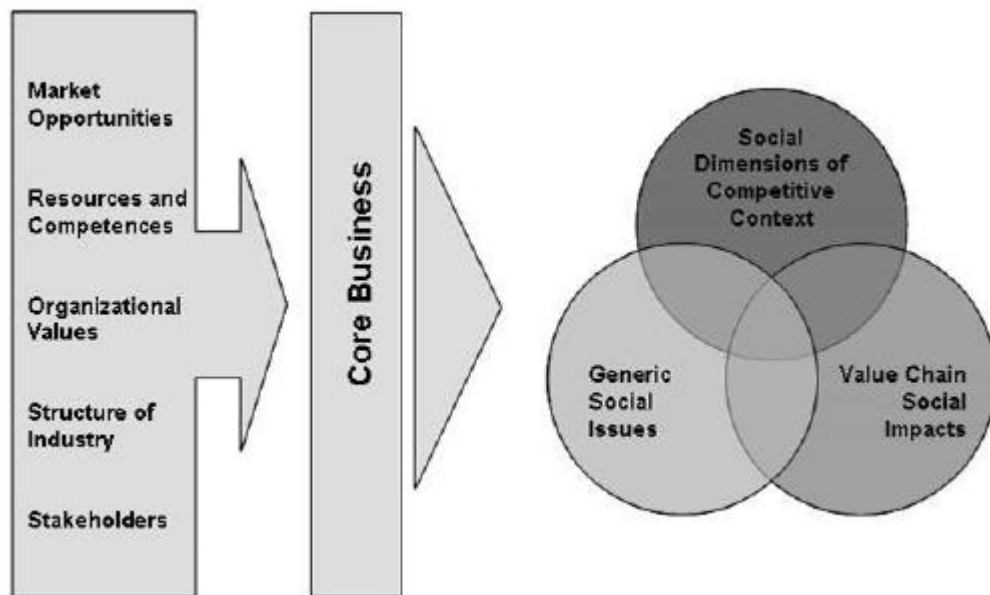 Market
Opportunities
Resources and
Competences
Organizational
Values
Structure of
Industry
Stakeholders
Core Business
Social
Dimensions of
Competitive
Context
Generic
Social
Issues
Value Chain
Social
Impacts